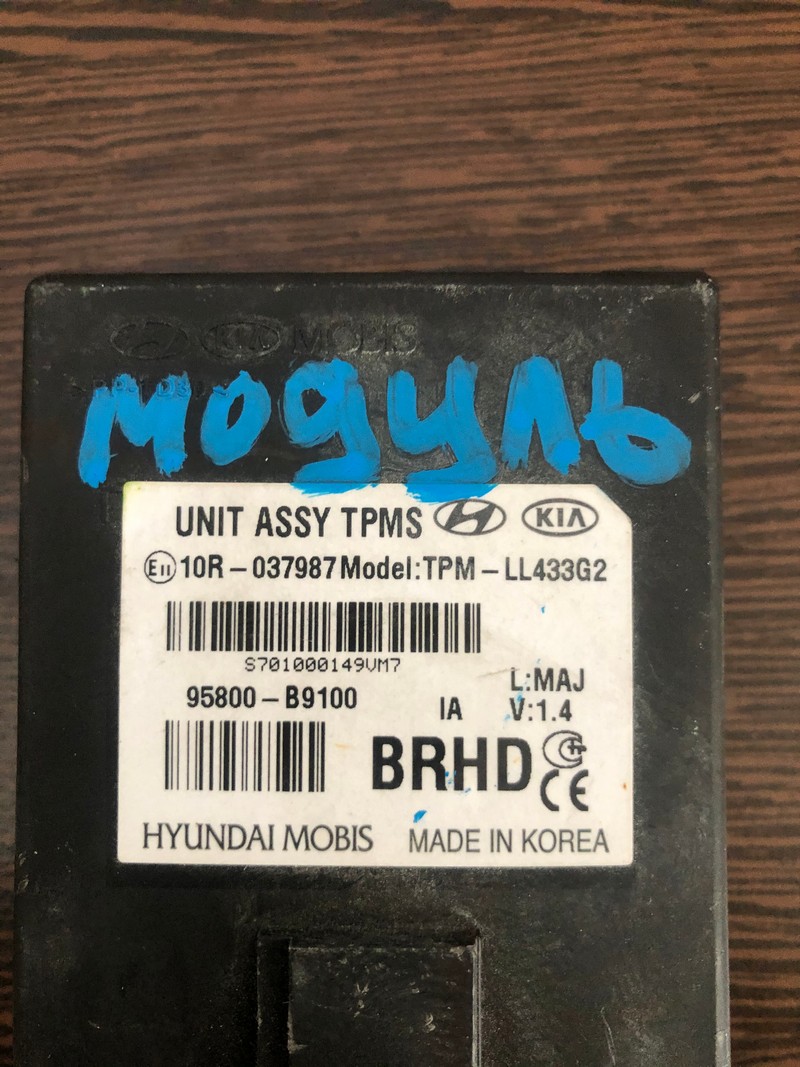 KIA MOBIS
модуль
UNIT ASSY TPMS KIA
E11 10R-037987 Model:TPM-LL433G2
S701000149VM7
95800-B9100
IA
L:MAJ
V:1.4
BRHD
CE
HYUNDAI MOBIS MADE IN KOREA